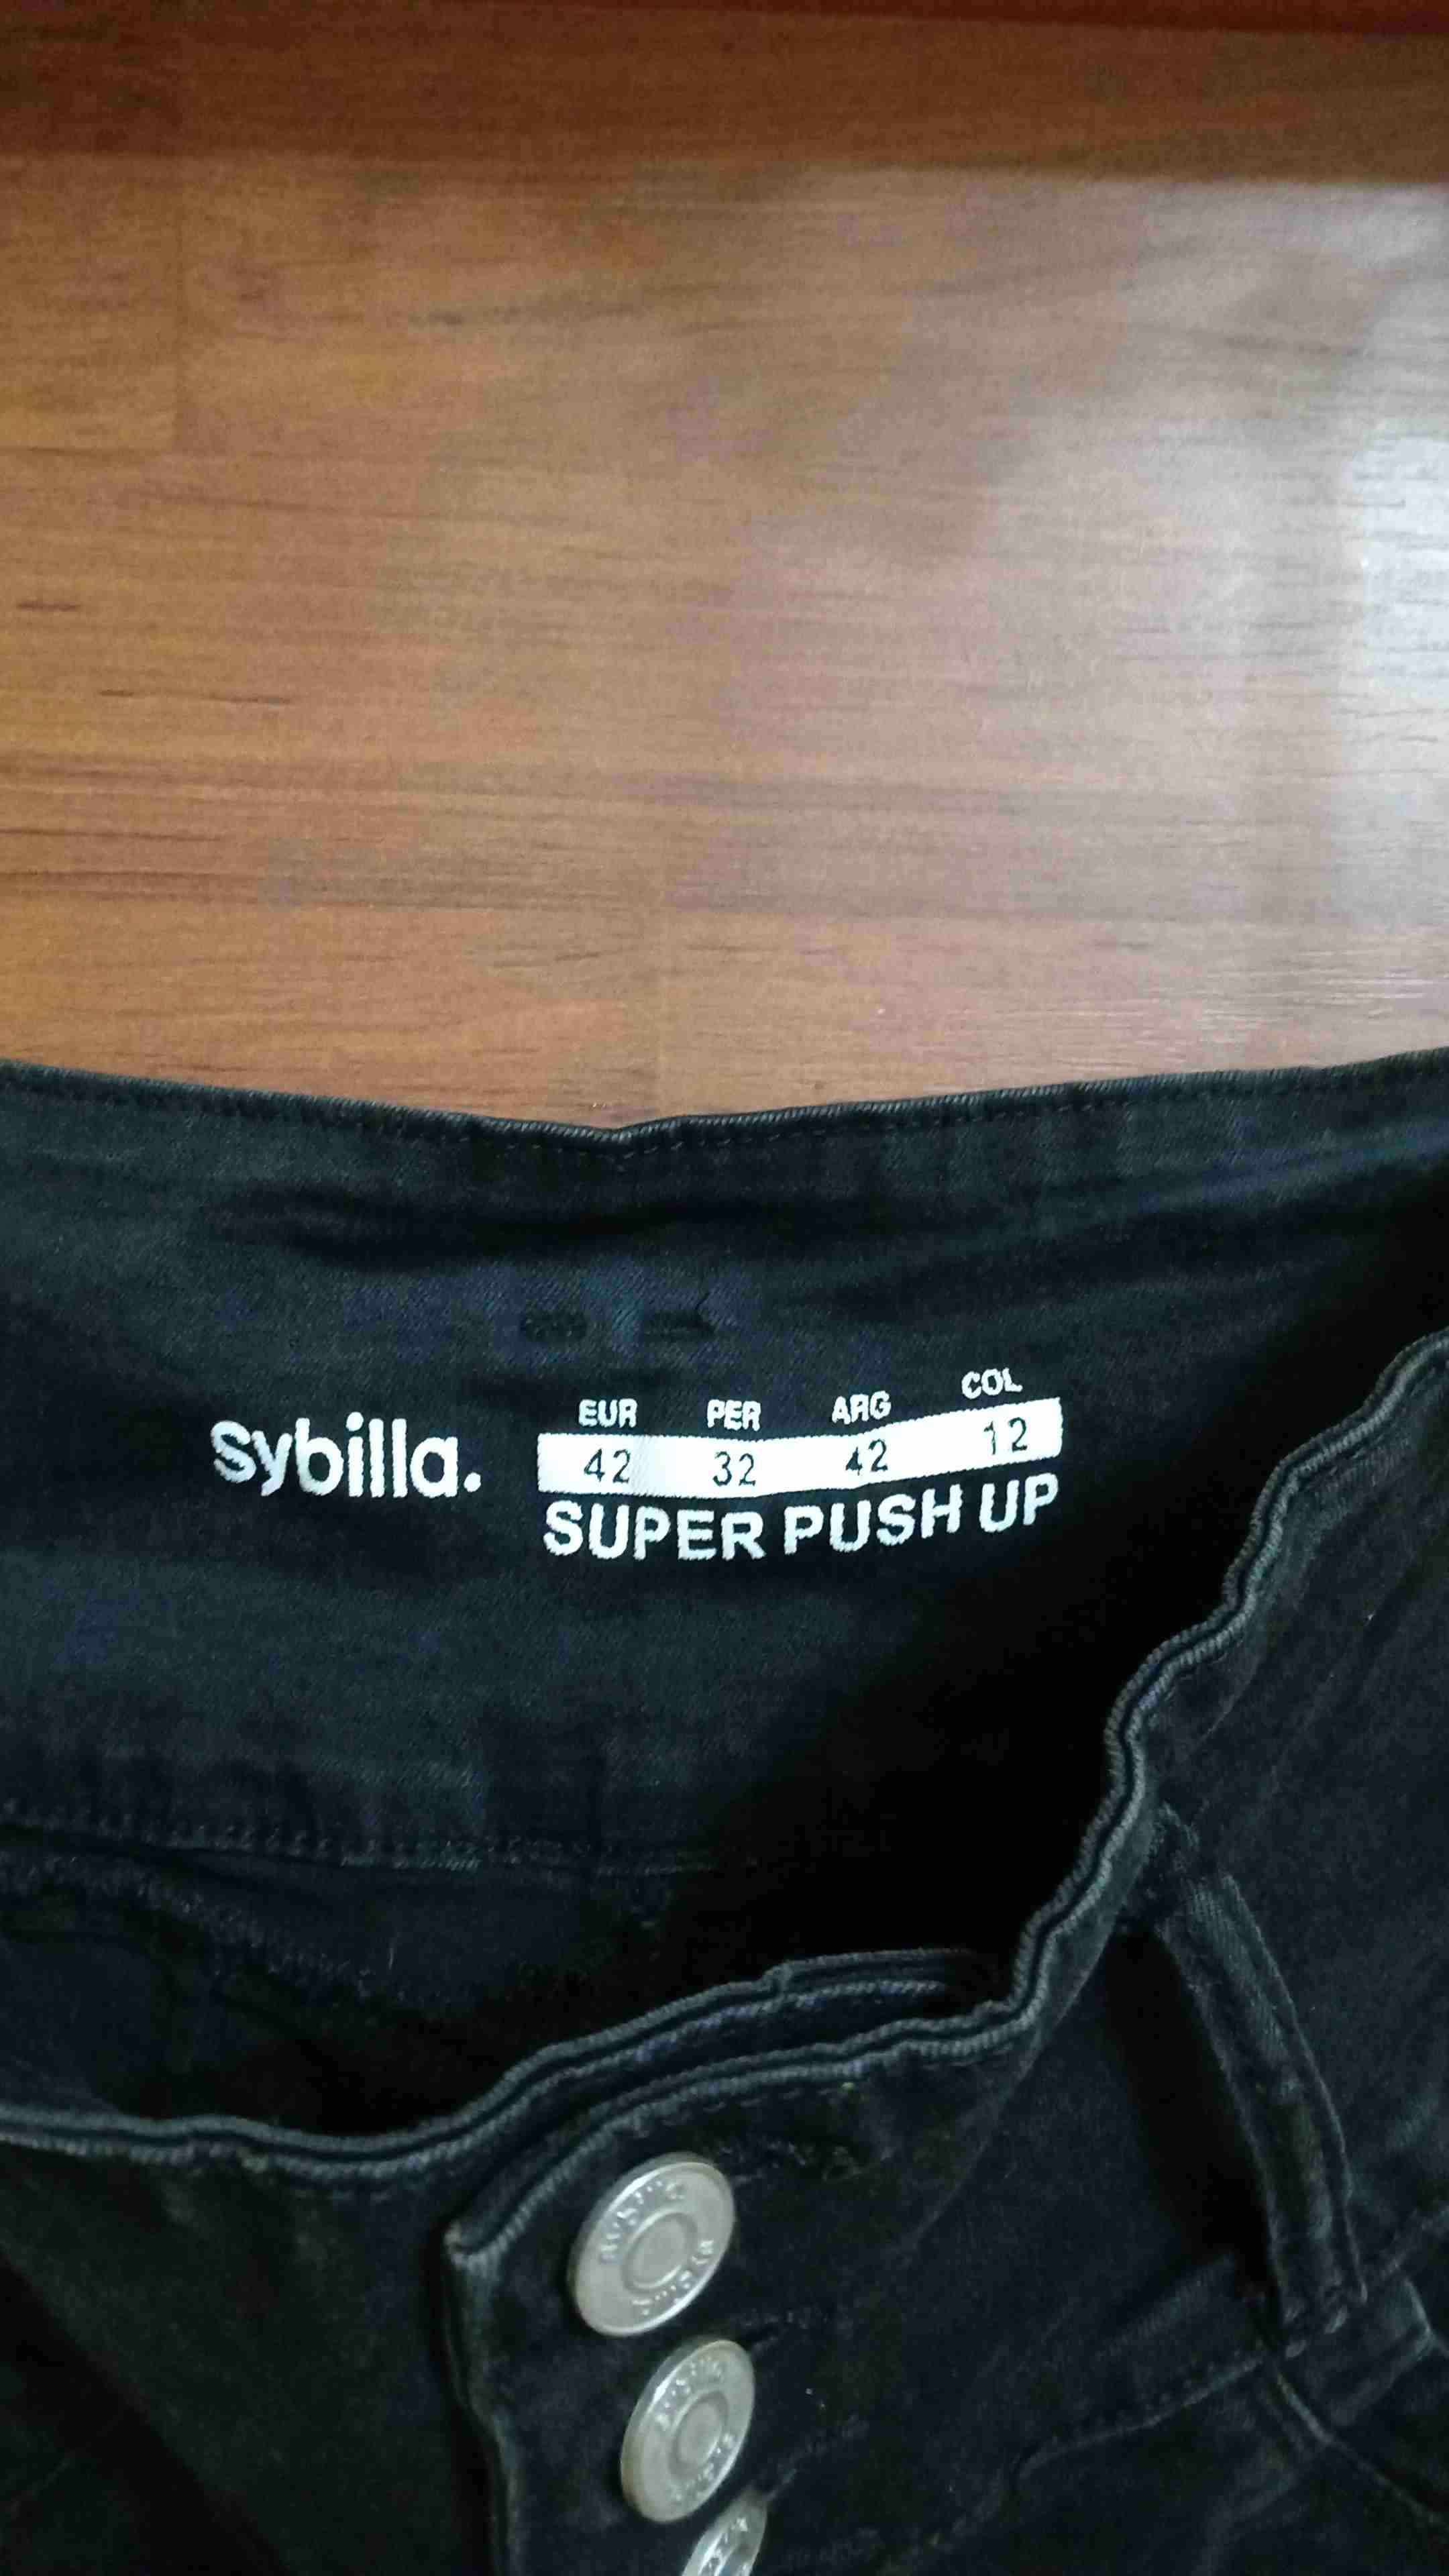 Sybilla.
EUR PER ARG COL
42 32 42 12
SUPER PUSH UP